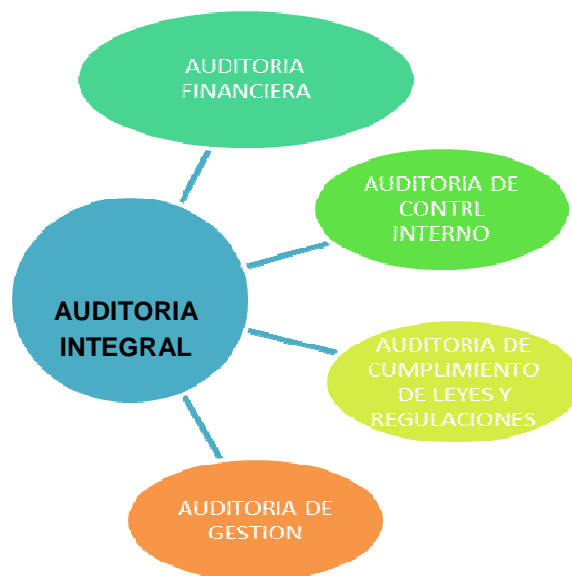 AUDITORIA
FINANCIERA
AUDITORIA DE
CONTRL
INTERNO
AUDITORIA
INTEGRAL
AUDITORIA DE
CUMPLIMIENTO
DE LEYES Y
REGULACIONES
AUDITORIA DE
GESTION